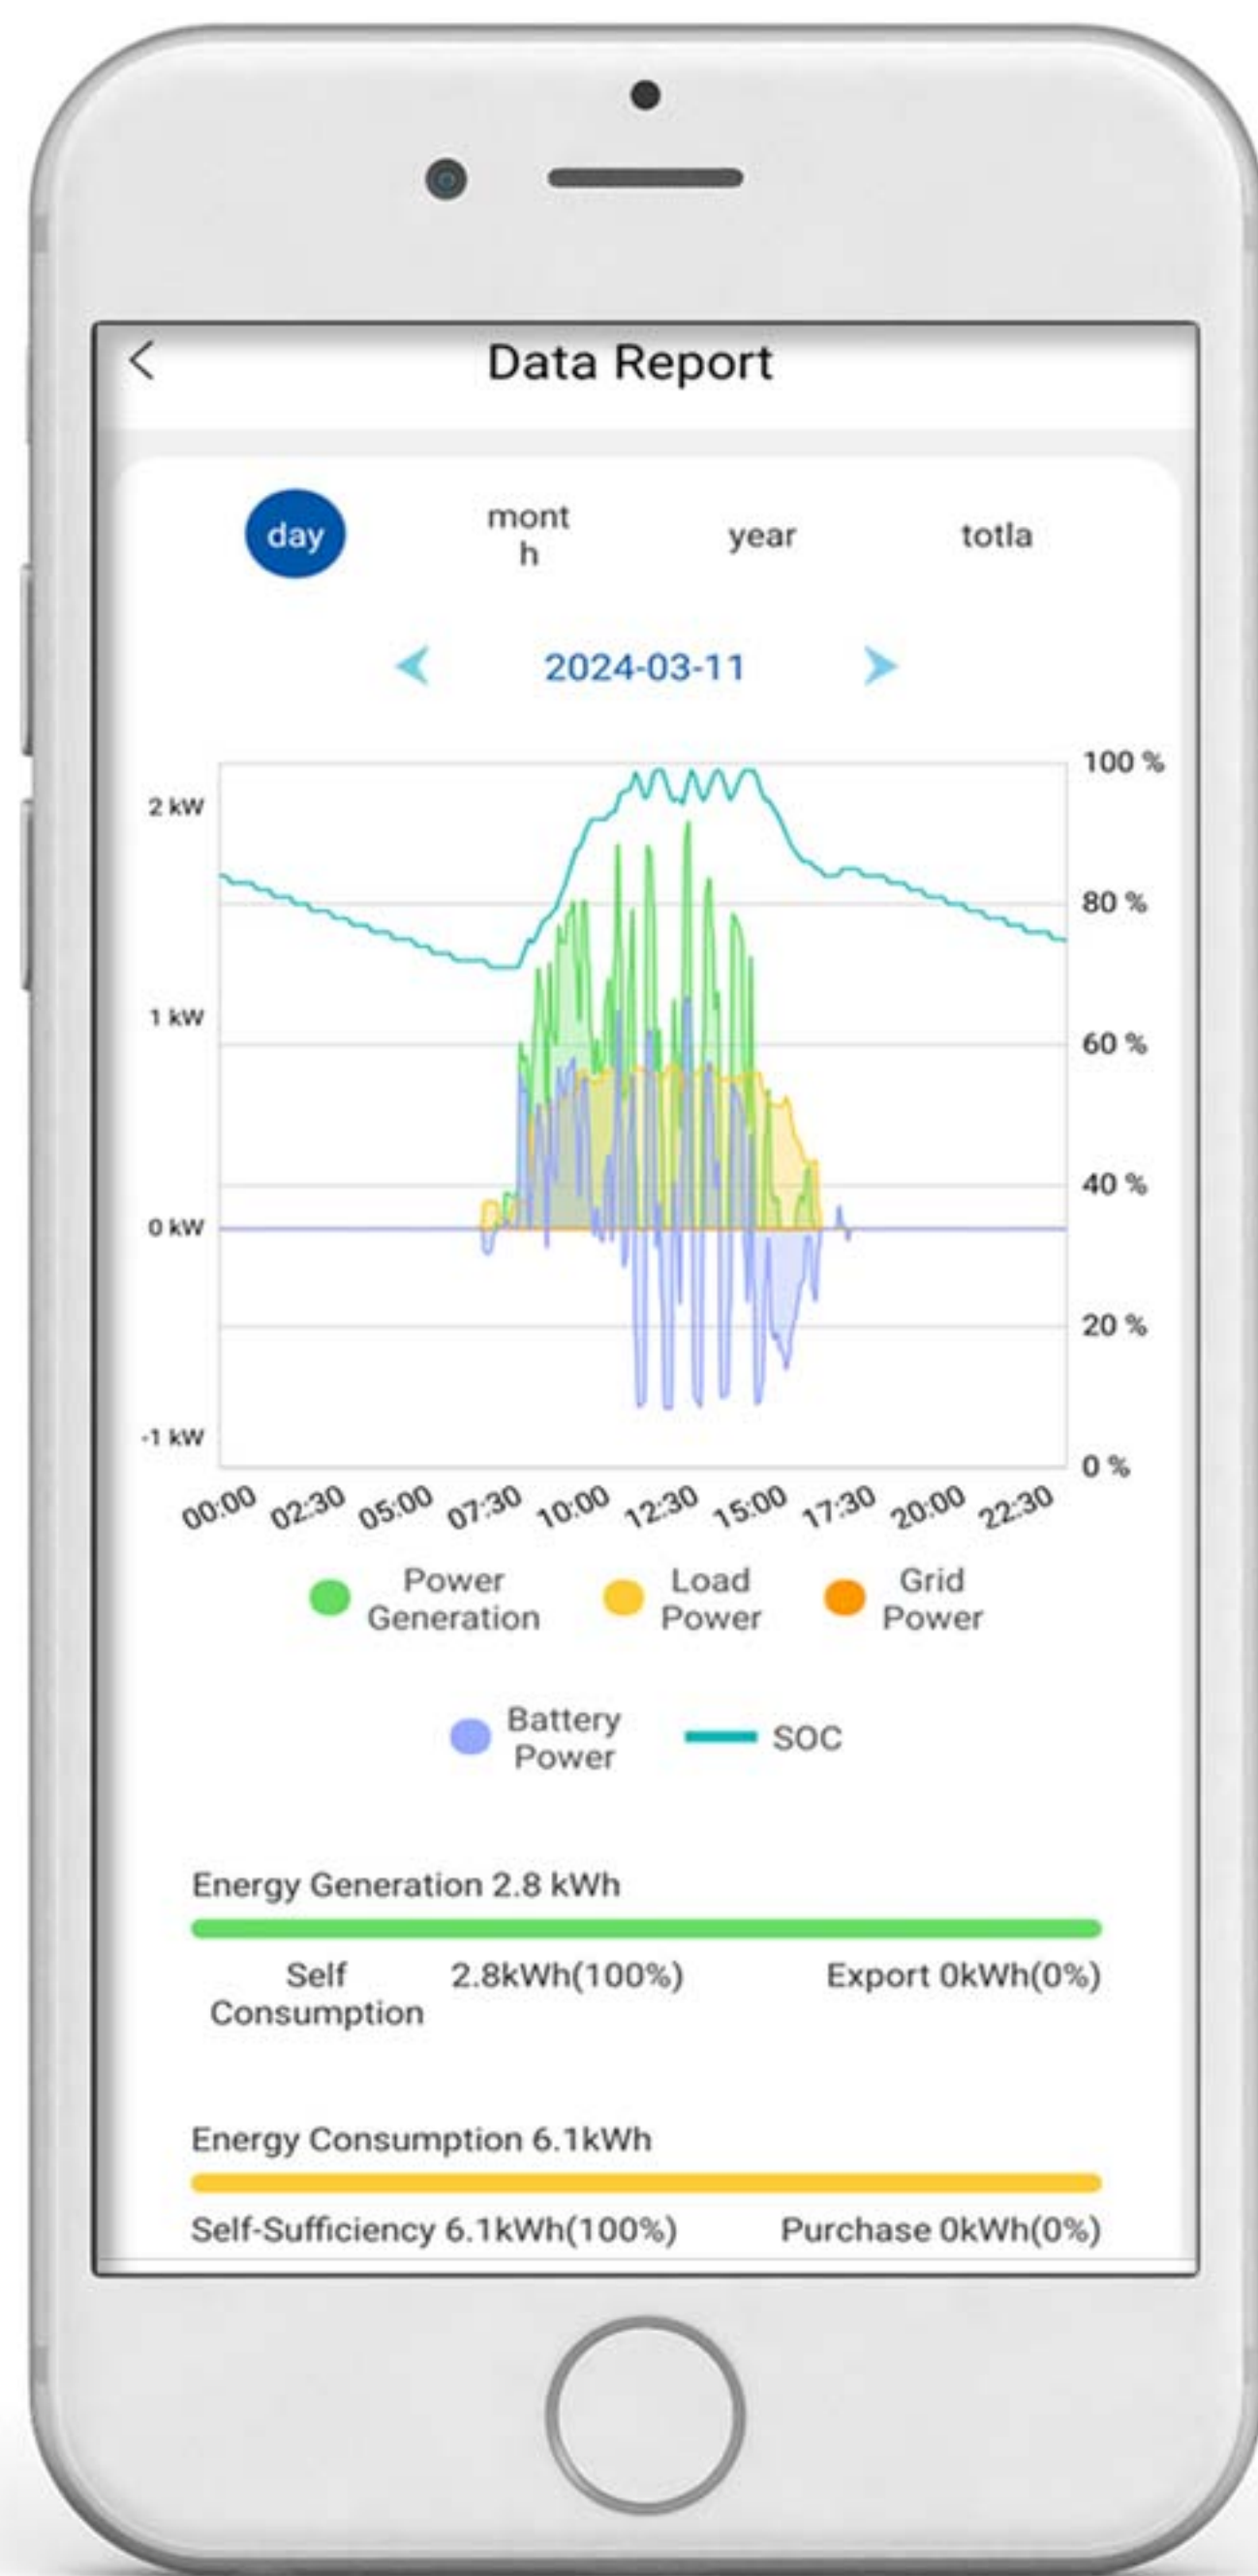 Data Report
day
mont
h
year
totla
2024-03-11
100 %
2 kW
80 %
1 kW
60 %
40 %
0 kW
20 %
-1 kW
0 %
00:00 02:30 05:00 07:30 10:00 12:30 15:00 17:30 20:00 22:30
Power
Generation
Load
Power
Grid
Power
Battery
Power
SOC
Energy Generation 2.8 kWh
Self
Consumption
2.8kWh(100%)
Export 0kWh(0%)
Energy Consumption 6.1kWh
Self-Sufficiency 6.1kWh(100%)
Purchase 0kWh(0%)